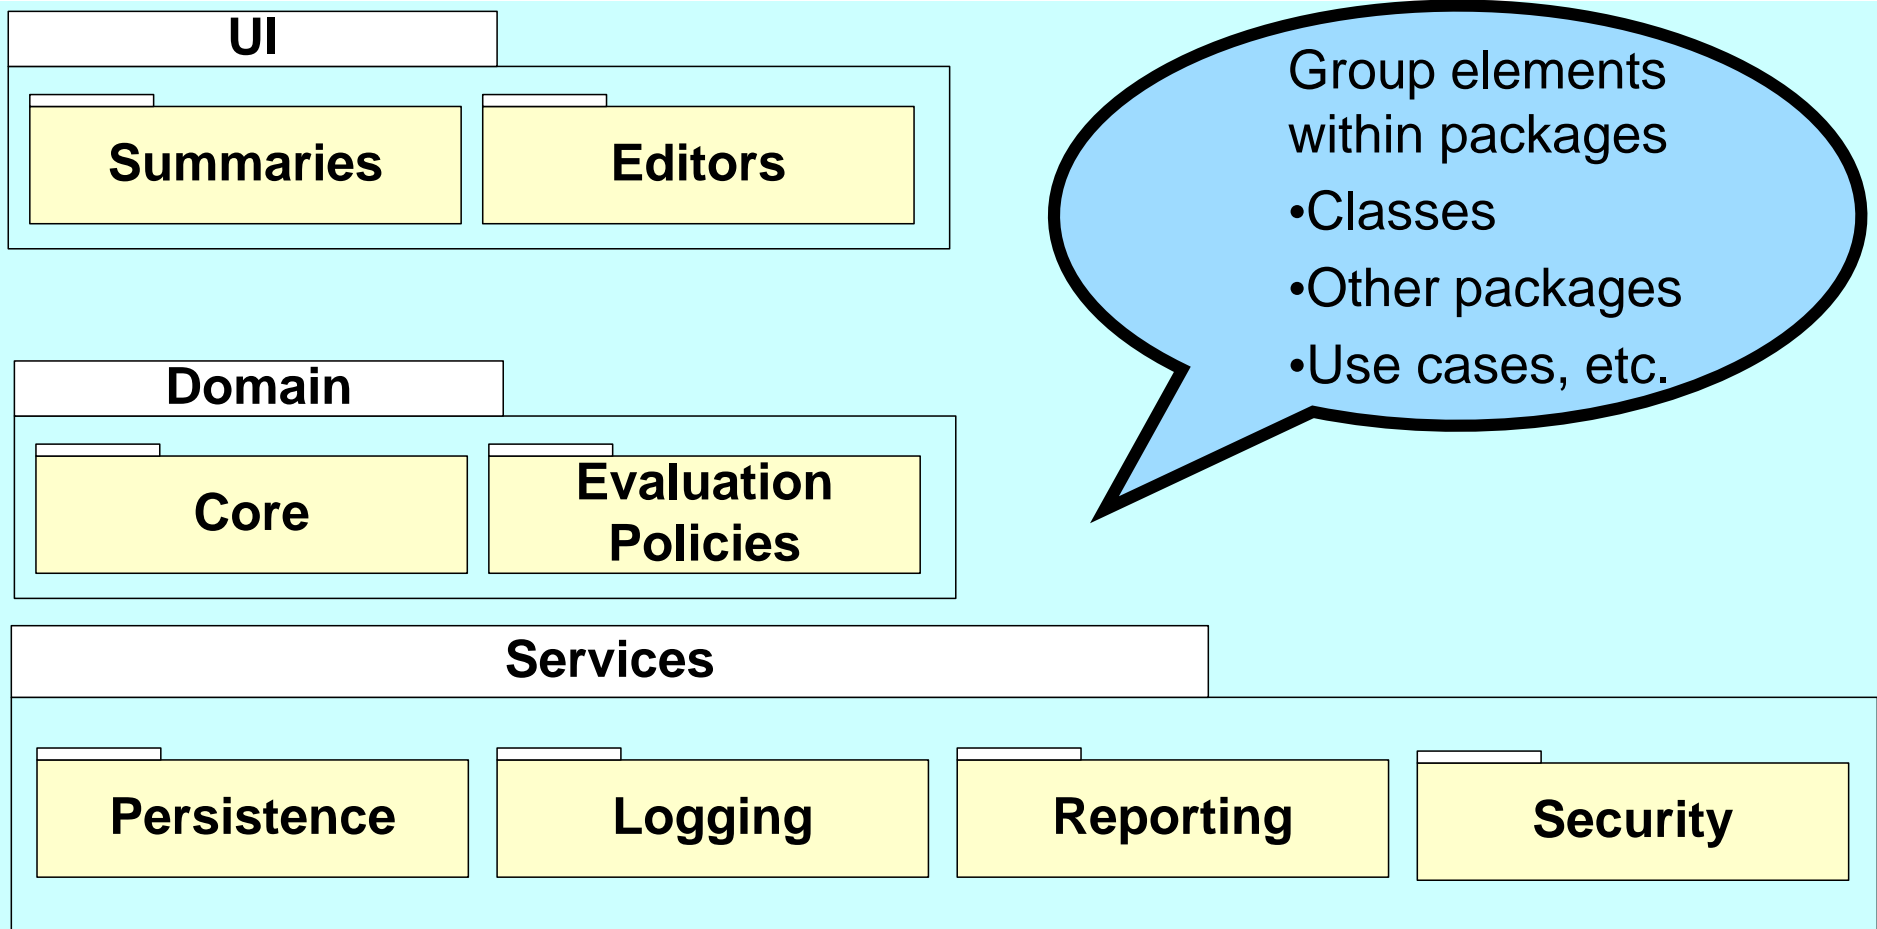 UI
Summaries
Editors
Group elements
within packages
•Classes
•Other packages
•Use cases, etc.
Domain
Core
Evaluation
Policies
Services
Persistence
Logging
Reporting
Security